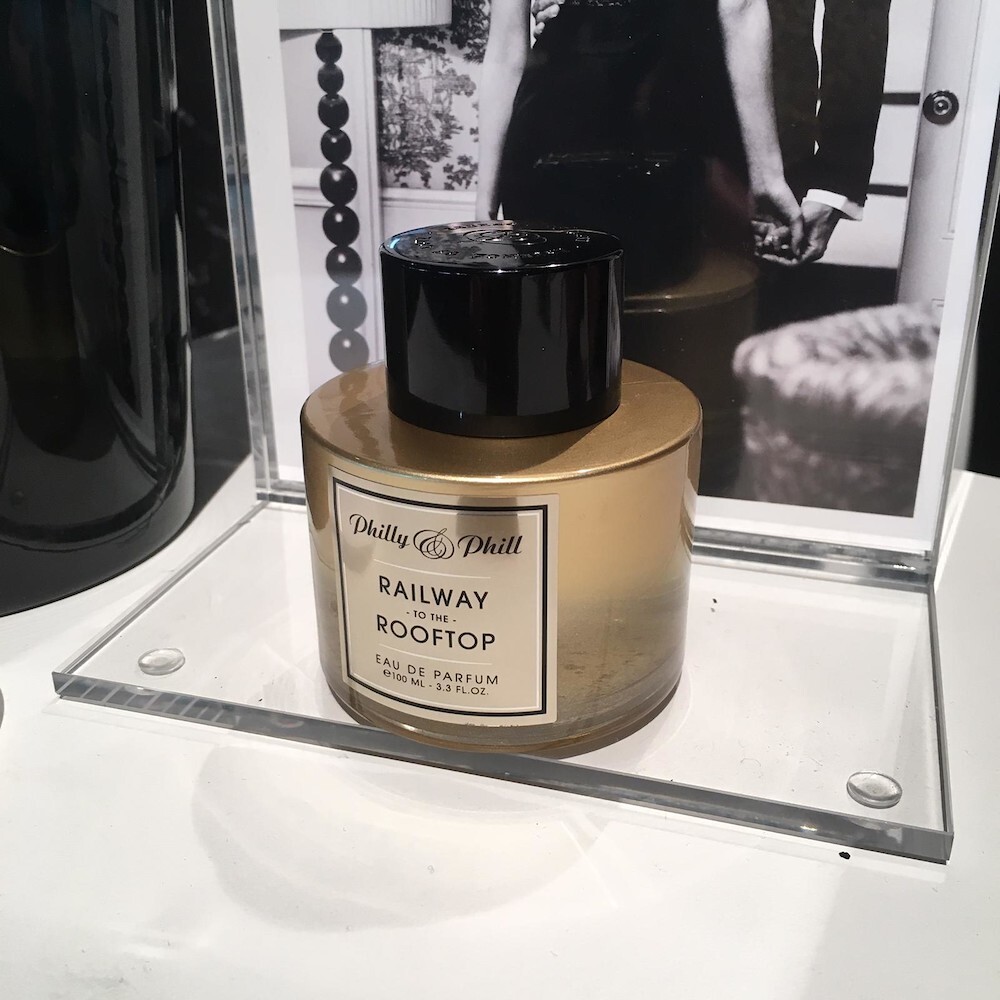 Philly & Phill
RAILWAY
- TO THE -
ROOFTOP
EAU DE PARFUM
℮100 ML - 3.3 FL.OZ.